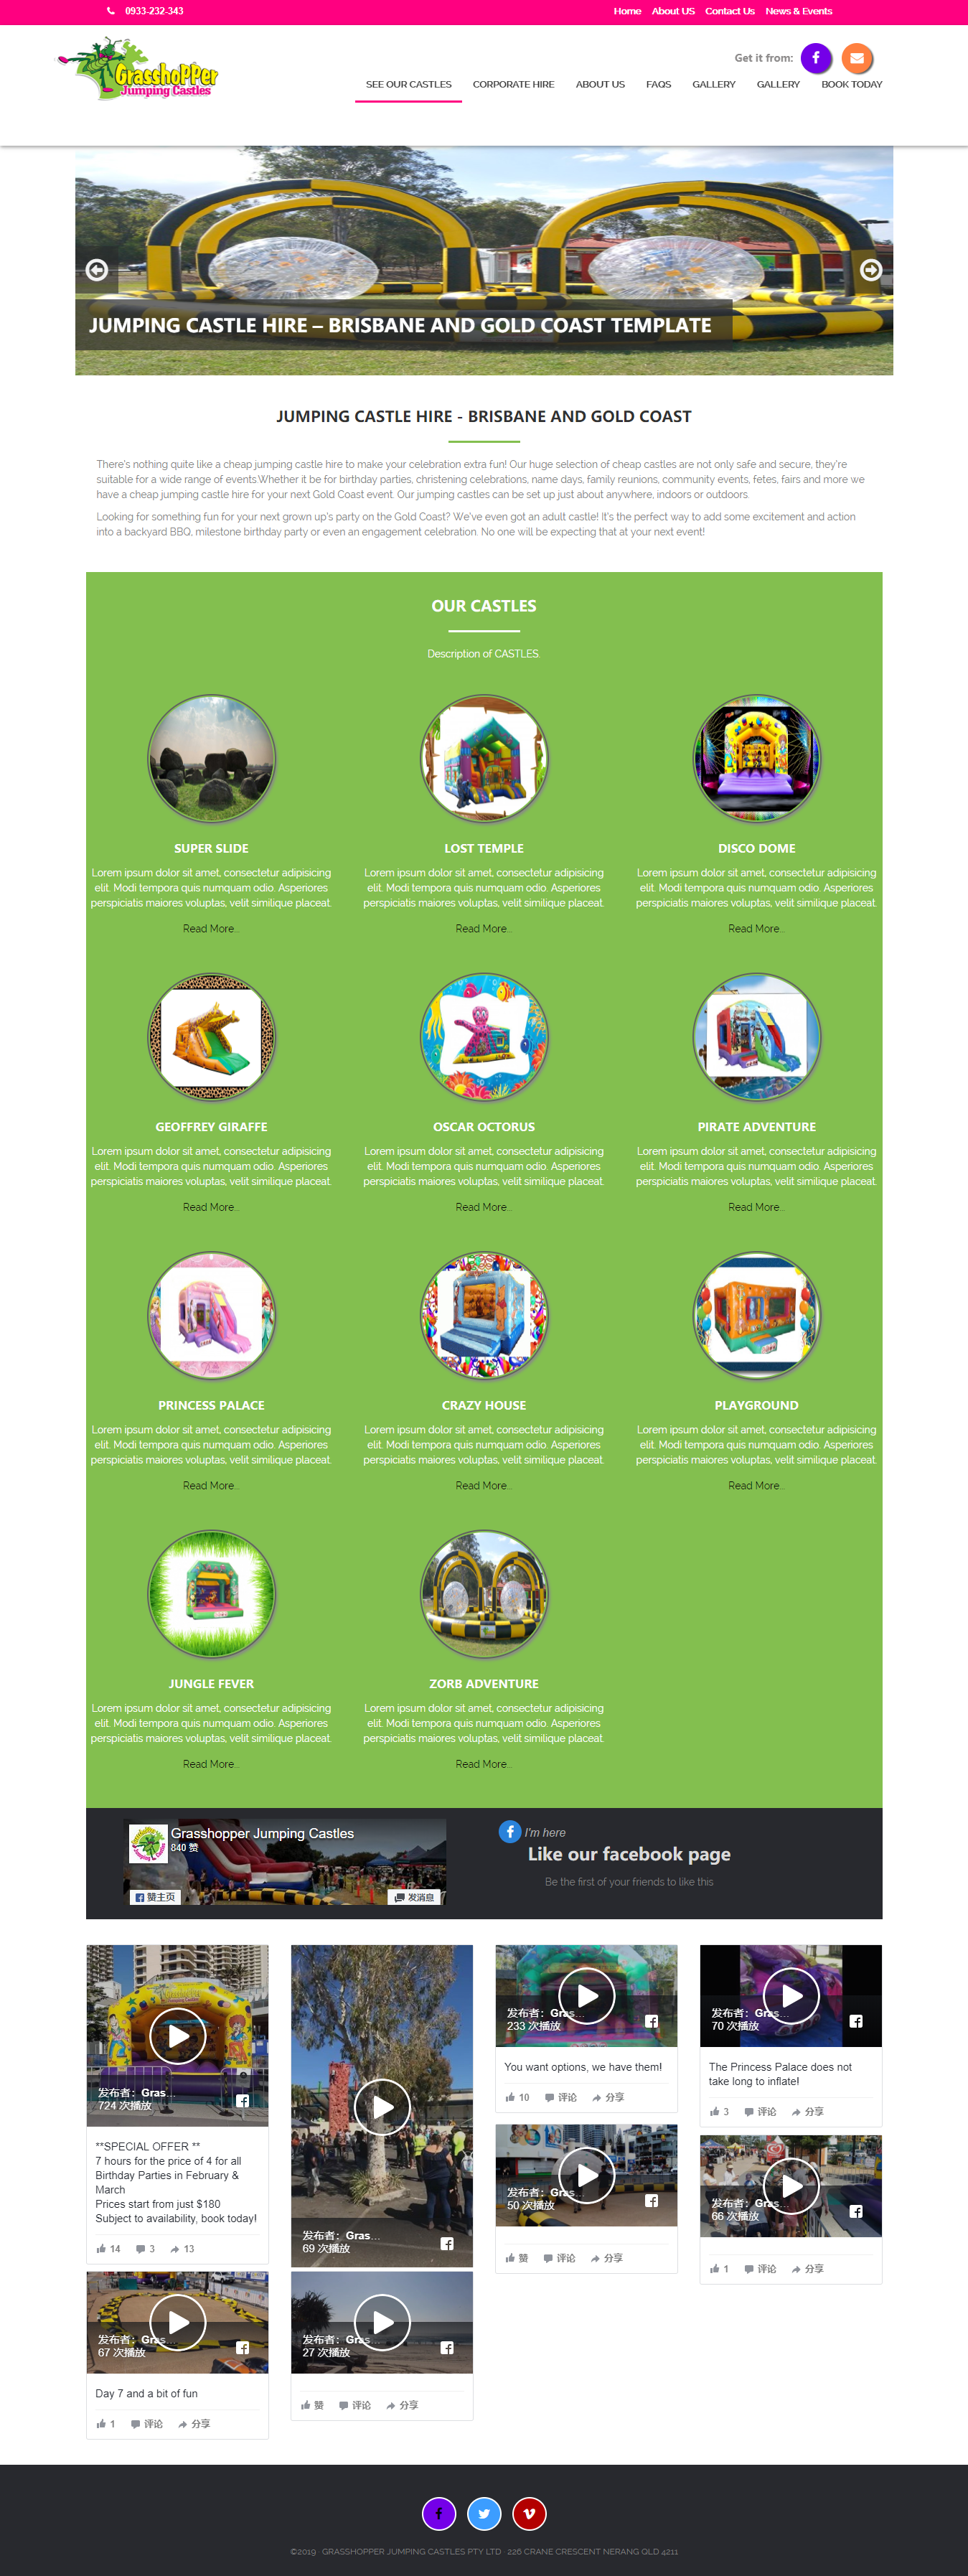 0933-232-343
Home About US Contact Us News & Events
GrasshopPer
Jumping Castles
Get it from:
SEE OUR CASTLES CORPORATE HIRE ABOUT US FAQS GALLERY GALLERY BOOK TODAY
JUMPING CASTLE HIRE – BRISBANE AND GOLD COAST TEMPLATE
JUMPING CASTLE HIRE - BRISBANE AND GOLD COAST
There's nothing quite like a cheap jumping castle hire to make your celebration extra fun! Our huge selection of cheap castles are not only safe and secure, they're
suitable for a wide range of events.Whether it be for birthday parties, christening celebrations, name days, family reunions, community events, fetes, fairs and more we
have a cheap jumping castle hire for your next Gold Coast event. Our jumping castles can be set up just about anywhere, indoors or outdoors.
Looking for something fun for your next grown up's party on the Gold Coast? We've even got an adult castle! It's the perfect way to add some excitement and action
into a backyard BBQ, milestone birthday party or even an engagement celebration. No one will be expecting that at your next event!
OUR CASTLES
Description of CASTLES.
SUPER SLIDE
Lorem ipsum dolor sit amet, consectetur adipisicing
elit. Modi tempora quis numquam odio. Asperiores
perspiciatis maiores voluptas, velit similique placeat.
Read More...
LOST TEMPLE
Lorem ipsum dolor sit amet, consectetur adipisicing
elit. Modi tempora quis numquam odio. Asperiores
perspiciatis maiores voluptas, velit similique placeat.
Read More...
DISCO DOME
Lorem ipsum dolor sit amet, consectetur adipisicing
elit. Modi tempora quis numquam odio. Asperiores
perspiciatis maiores voluptas, velit similique placeat.
Read More...
GEOFFREY GIRAFFE
Lorem ipsum dolor sit amet, consectetur adipisicing
elit. Modi tempora quis numquam odio. Asperiores
perspiciatis maiores voluptas, velit similique placeat.
Read More...
OSCAR OCTORUS
Lorem ipsum dolor sit amet, consectetur adipisicing
elit. Modi tempora quis numquam odio. Asperiores
perspiciatis maiores voluptas, velit similique placeat.
Read More...
PIRATE ADVENTURE
Lorem ipsum dolor sit amet, consectetur adipisicing
elit. Modi tempora quis numquam odio. Asperiores
perspiciatis maiores voluptas, velit similique placeat.
Read More...
PRINCESS PALACE
Lorem ipsum dolor sit amet, consectetur adipisicing
elit. Modi tempora quis numquam odio. Asperiores
perspiciatis maiores voluptas, velit similique placeat.
Read More...
CRAZY HOUSE
Lorem ipsum dolor sit amet, consectetur adipisicing
elit. Modi tempora quis numquam odio. Asperiores
perspiciatis maiores voluptas, velit similique placeat.
Read More...
PLAYGROUND
Lorem ipsum dolor sit amet, consectetur adipisicing
elit. Modi tempora quis numquam odio. Asperiores
perspiciatis maiores voluptas, velit similique placeat.
Read More...
JUNGLE FEVER
Lorem ipsum dolor sit amet, consectetur adipisicing
elit. Modi tempora quis numquam odio. Asperiores
perspiciatis maiores voluptas, velit similique placeat.
Read More...
ZORB ADVENTURE
Lorem ipsum dolor sit amet, consectetur adipisicing
elit. Modi tempora quis numquam odio. Asperiores
perspiciatis maiores voluptas, velit similique placeat.
Read More...
Grasshopper Jumping Castles
840 赞
赞主页
发消息
I'm here
Like our facebook page
Be the first of your friends to like this
发布者：Gras...
724 次播放
**SPECIAL OFFER **
7 hours for the price of 4 for all
Birthday Parties in February &
March
Prices start from just $180
Subject to availability, book today!
14 3 13
发布者：Gras...
67 次播放
Day 7 and a bit of fun
1 评论 分享
发布者：Gras...
69 次播放
发布者：Gras...
27 次播放
赞 评论 分享
发布者：Gras...
233 次播放
You want options, we have them!
10 评论 分享
发布者：Gras...
50 次播放
赞 评论 分享
发布者：Gras...
70 次播放
The Princess Palace does not
take long to inflate!
3 评论 分享
发布者：Gras...
66 次播放
1 评论 分享
©2019 · GRASSHOPPER JUMPING CASTLES PTY LTD · 226 CRANE CRESCENT NERANG QLD 4211